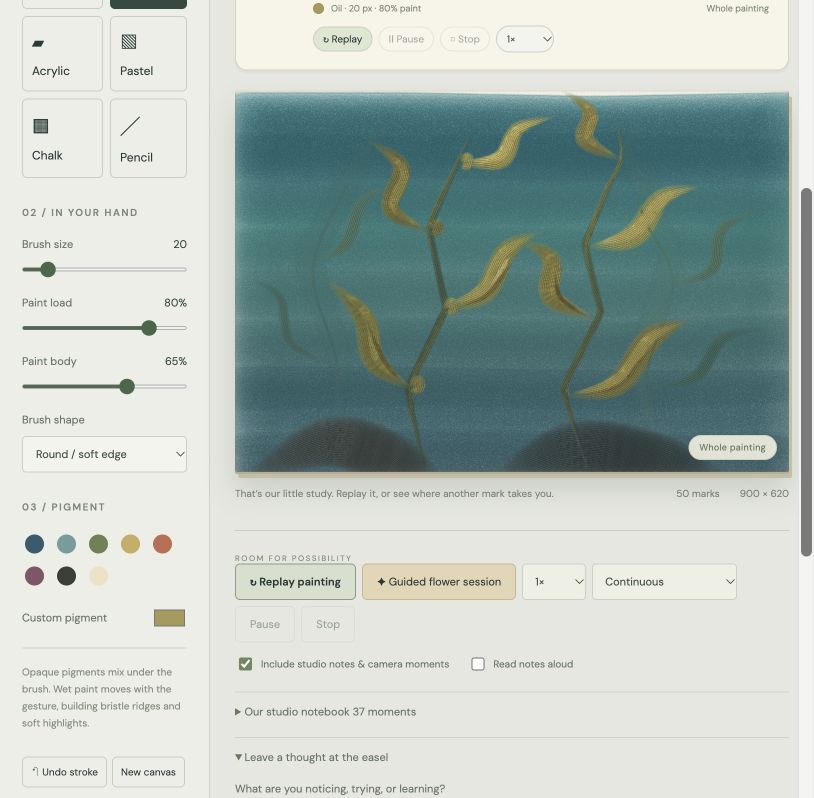 Acrylic
Pastel
Chalk
Pencil
02 / IN YOUR HAND
Brush size 20
Paint load 80%
Paint body 65%
Brush shape
Round / soft edge
03 / PIGMENT
Custom pigment
Opaque pigments mix under the
brush. Wet paint moves with the
gesture, building bristle ridges and
soft highlights.
Undo stroke
New canvas
Oil · 20 px · 80% paint
Whole painting
↻ Replay
II Pause
▫ Stop
1×
Whole painting
That's our little study. Replay it, or see where another mark takes you.
50 marks
900 × 620
ROOM FOR POSSIBILITY
↻ Replay painting
✦ Guided flower session
1×
Continuous
Pause
Stop
Include studio notes & camera moments
Read notes aloud
▶ Our studio notebook 37 moments
▼ Leave a thought at the easel
What are you noticing, trying, or learning?